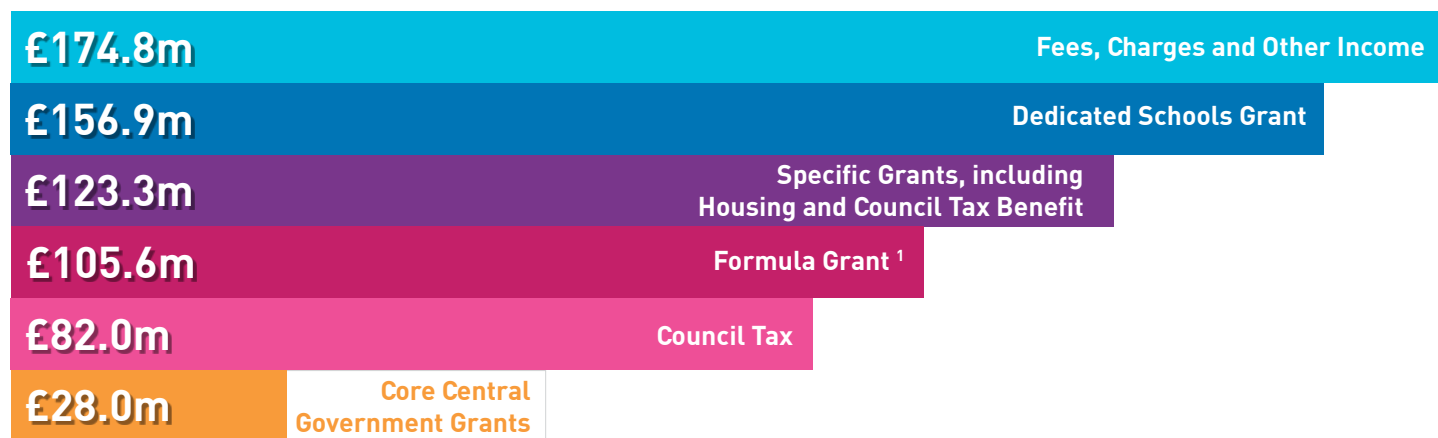 £174.8m Fees, Charges and Other Income
£156.9m Dedicated Schools Grant
£123.3m Specific Grants, including
Housing and Council Tax Benefit
£105.6m Formula Grant ¹
£82.0m Council Tax
£28.0m Core Central
Government Grants